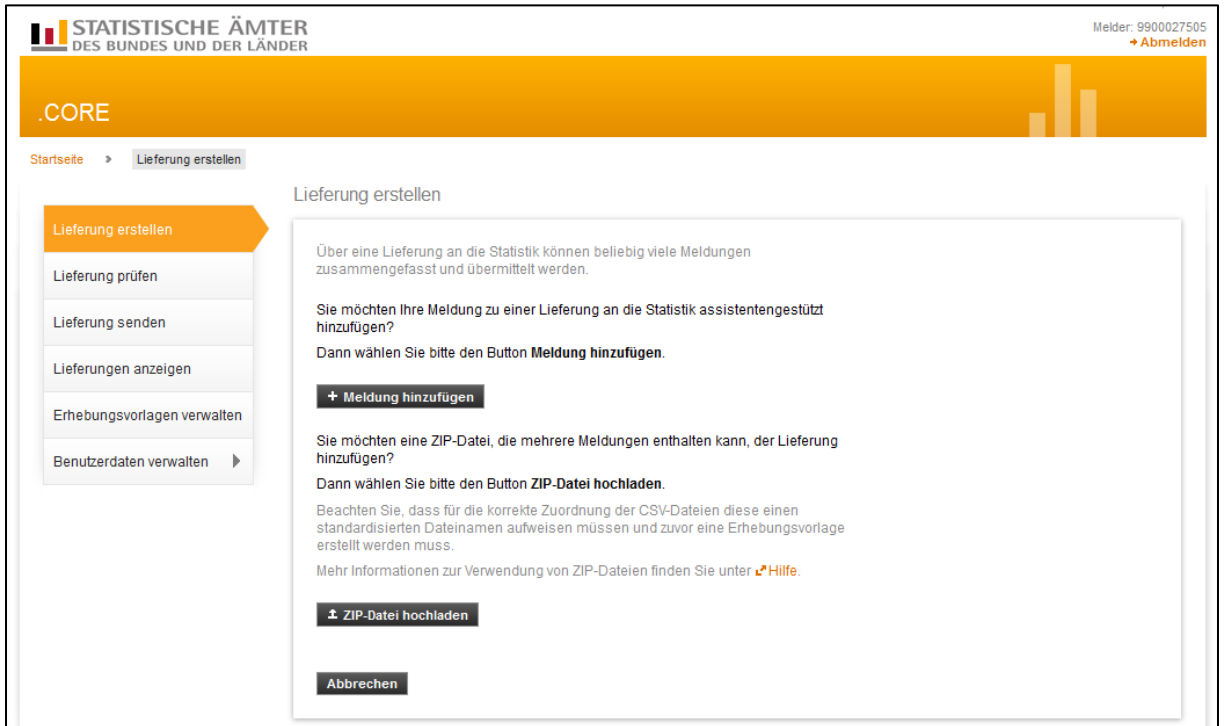 STATISTISCHE ÄMTER
DES BUNDES UND DER LÄNDER
Melder: 9900027505
Abmelden
.CORE
Startseite
Lieferung erstellen
Lieferung erstellen
Lieferung prüfen
Lieferung senden
Lieferungen anzeigen
Erhebungsvorlagen verwalten
Benutzerdaten verwalten
Lieferung erstellen
Über eine Lieferung an die Statistik können beliebig viele Meldungen
zusammengefasst und übermittelt werden.
Sie möchten Ihre Meldung zu einer Lieferung an die Statistik assistentengestützt
hinzufügen?
Dann wählen Sie bitte den Button Meldung hinzufügen.
+ Meldung hinzufügen
Sie möchten eine ZIP-Datei, die mehrere Meldungen enthalten kann, der Lieferung
hinzufügen?
Dann wählen Sie bitte den Button ZIP-Datei hochladen.
Beachten Sie, dass für die korrekte Zuordnung der CSV-Dateien diese einen
standardisierten Dateinamen aufweisen müssen und zuvor eine Erhebungsvorlage
erstellt werden muss.
Mehr Informationen zur Verwendung von ZIP-Dateien finden Sie unter Hilfe.
ZIP-Datei hochladen
Abbrechen